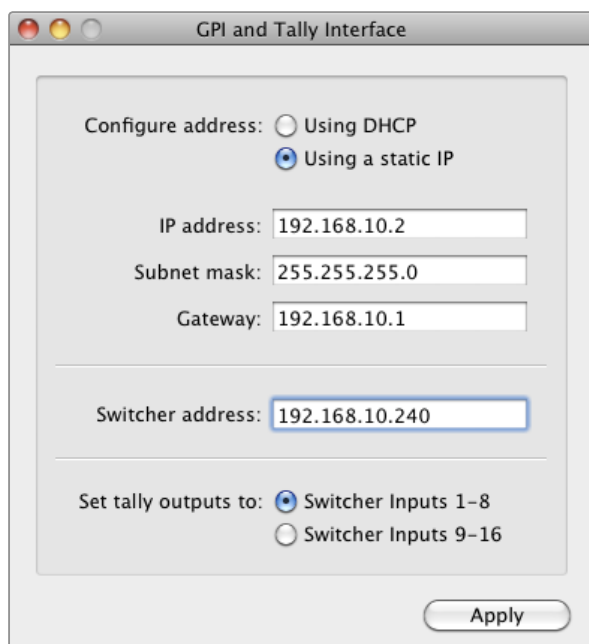 GPI and Tally Interface
Configure address: Using DHCP
Using a static IP
IP address: 192.168.10.2
Subnet mask: 255.255.255.0
Gateway: 192.168.10.1
Switcher address: 192.168.10.240
Set tally outputs to: Switcher Inputs 1–8
Switcher Inputs 9–16
Apply